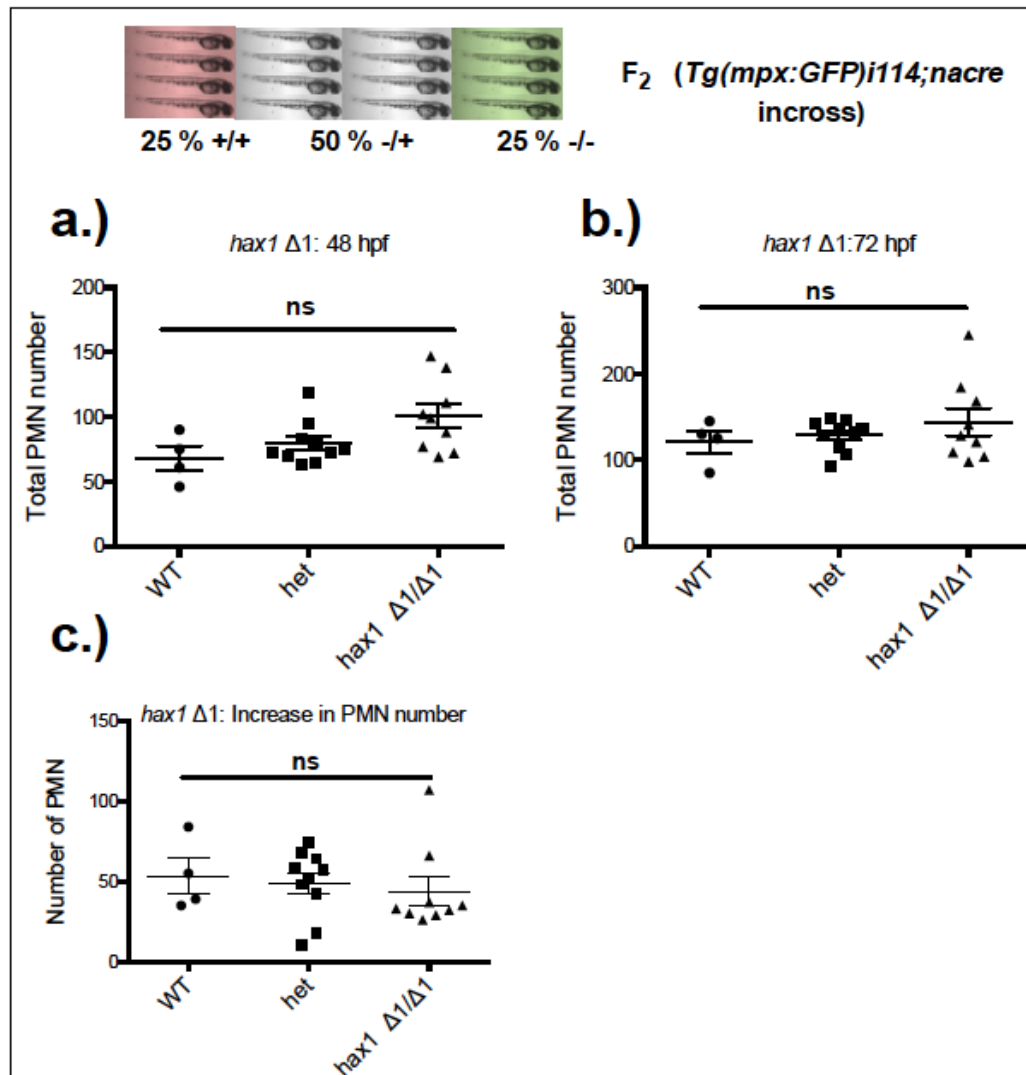 25 % +/+ 50 % -/+ 25 % -/-
F2 (Tg(mpx:GFP)i114;nacre
incross)
a.)
hax1 Δ1: 48 hpf
ns
Total PMN number
200
150
100
50
0
WT
het
hax1 Δ1/Δ1
b.)
hax1 Δ1:72 hpf
ns
Total PMN number
300
200
100
0
WT
het
hax1 Δ1/Δ1
c.)
hax1 Δ1: Increase in PMN number
ns
Number of PMN
150
100
50
0
WT
het
hax1 Δ1/Δ1